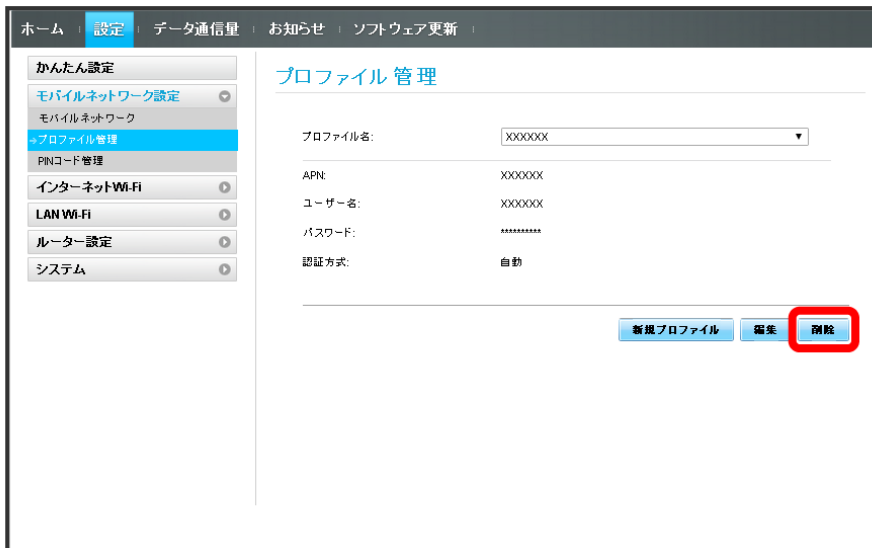 ホーム 設定 データ通信量 お知らせ ソフトウェア更新
かんたん設定
モバイルネットワーク設定
モバイルネットワーク
→プロファイル管理
PINコード管理
インターネットWi-Fi
LAN Wi-Fi
ルーター設定
システム
プロファイル管理
プロファイル名: XXXXXX
APN: XXXXXX
ユーザー名: XXXXXX
パスワード: **********
認証方式: 自動
新規プロファイル 編集 削除